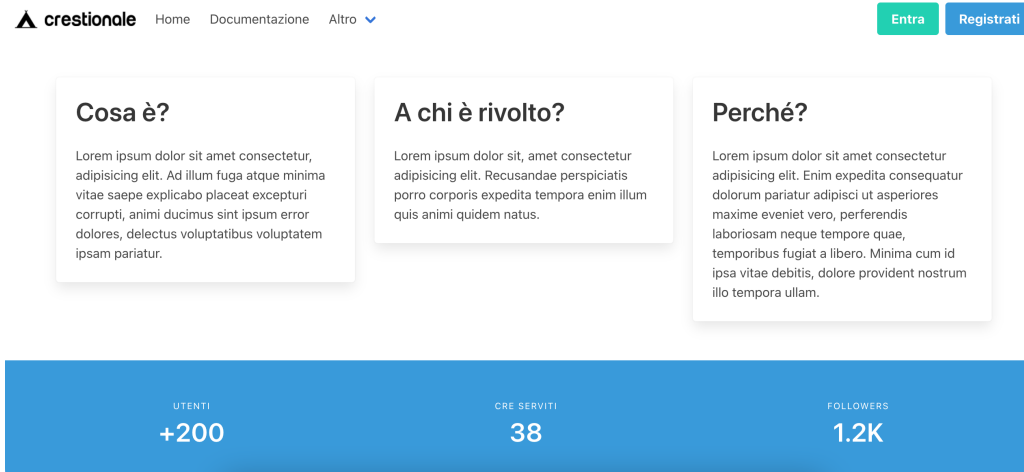 crestionale Home Documentazione Altro Entra Registrati
Cosa è?
Lorem ipsum dolor sit amet consectetur,
adipisicing elit. Ad illum fuga atque minima
vitae saepe explicabo placeat excepturi
corrupti, animi ducimus sint ipsum error
dolores, delectus voluptatibus voluptatem
ipsam pariatur.
A chi è rivolto?
Lorem ipsum dolor sit, amet consectetur
adipisicing elit. Recusandae perspiciatis
porro corporis expedita tempora enim illum
quis animi quidem natus.
Perché?
Lorem ipsum dolor sit amet consectetur
adipisicing elit. Enim expedita consequatur
dolorum pariatur adipisci ut asperiores
maxime eveniet vero, perferendis
laboriosam neque tempore quae,
temporibus fugiat a libero. Minima cum id
ipsa vitae debitis, dolore provident nostrum
illo tempora ullam.
UTENTI
+200
CRE SERVITI
38
FOLLOWERS
1.2K